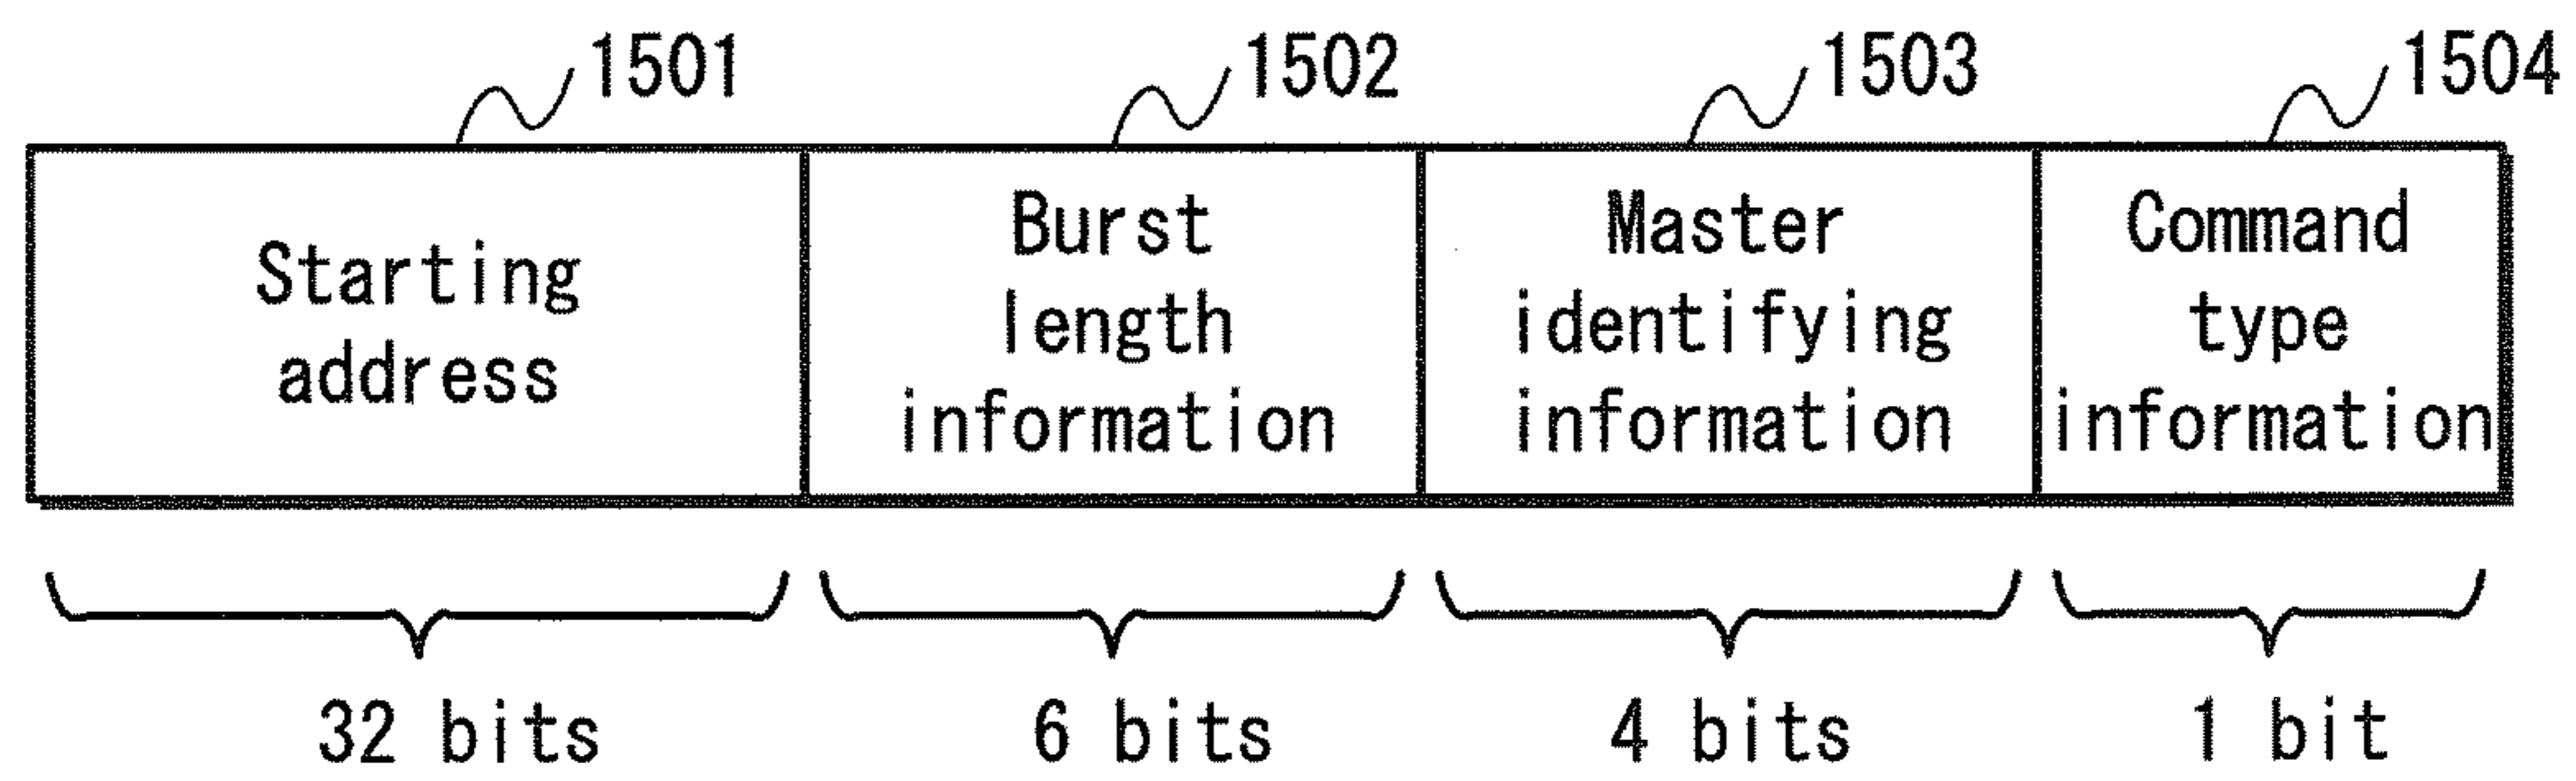 1501 1502 1503 1504
Starting
address
Burst
length
information
Master
identifying
information
Command
type
information
32 bits 6 bits 4 bits 1 bit